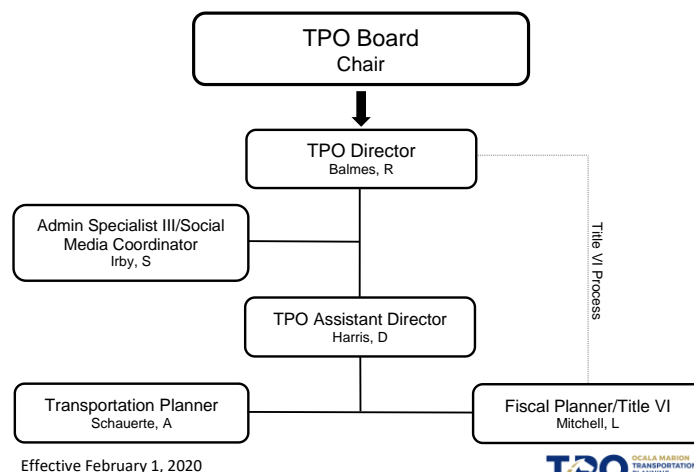 TPO Board
Chair
TPO Director
Balmes, R
Admin Specialist III/Social
Media Coordinator
Irby, S
Title VI Process
TPO Assistant Director
Harris, D
Transportation Planner
Schauerte, A
Fiscal Planner/Title VI
Mitchell, L
Effective February 1, 2020
TPO
OCALA MARION
TRANSPORTATION